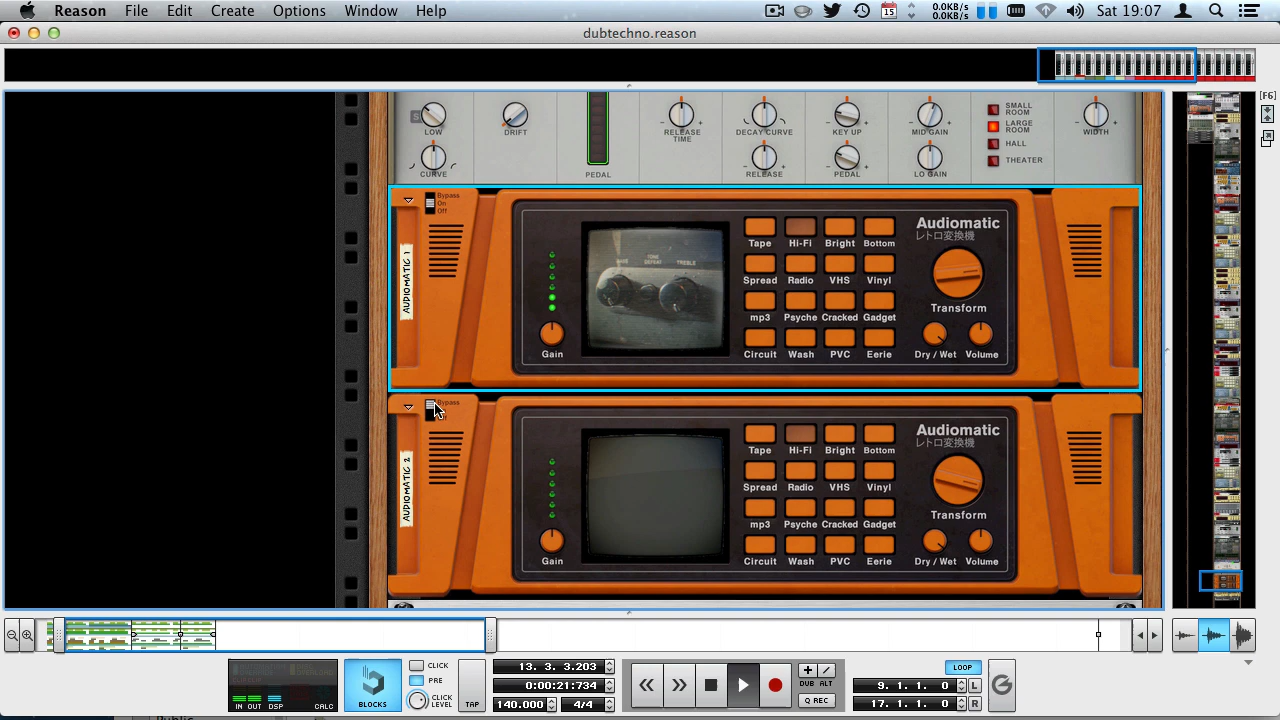 Reason File Edit Create Options Window Help
15
0.0KB/s
0.0KB/s
Sat 19:07
dubtechno.reason
[F6]
S
LOW
DRIFT
RELEASE TIME
DECAY CURVE
KEY UP
MID GAIN
SMALL ROOM
LARGE ROOM
HALL
THEATER
WIDTH
CURVE
PEDAL
RELEASE
PEDAL
LO GAIN
Bypass
On
Off
AUDIOMATIC 1
Audiomatic
レトロ変換機
Tape Hi-Fi Bright Bottom
Spread Radio VHS Vinyl
mp3 Psyche Cracked Gadget
Circuit Wash PVC Eerie
TONE
REPEAT
TREBLE
Transform
Gain
Dry / Wet Volume
Bypass
AUDIOMATIC 2
Audiomatic
レトロ変換機
Tape Hi-Fi Bright Bottom
Spread Radio VHS Vinyl
mp3 Psyche Cracked Gadget
Circuit Wash PVC Eerie
Transform
Gain
Dry / Wet Volume
IN OUT DSP CALC
BLOCKS
CLICK
PRE
CLICK LEVEL
TAP
13. 3. 3.203
0:00:21:734
140.000 4/4
DUB ALT
Q REC
LOOP
9. 1. 1. 0 L
17. 1. 1. 0 R